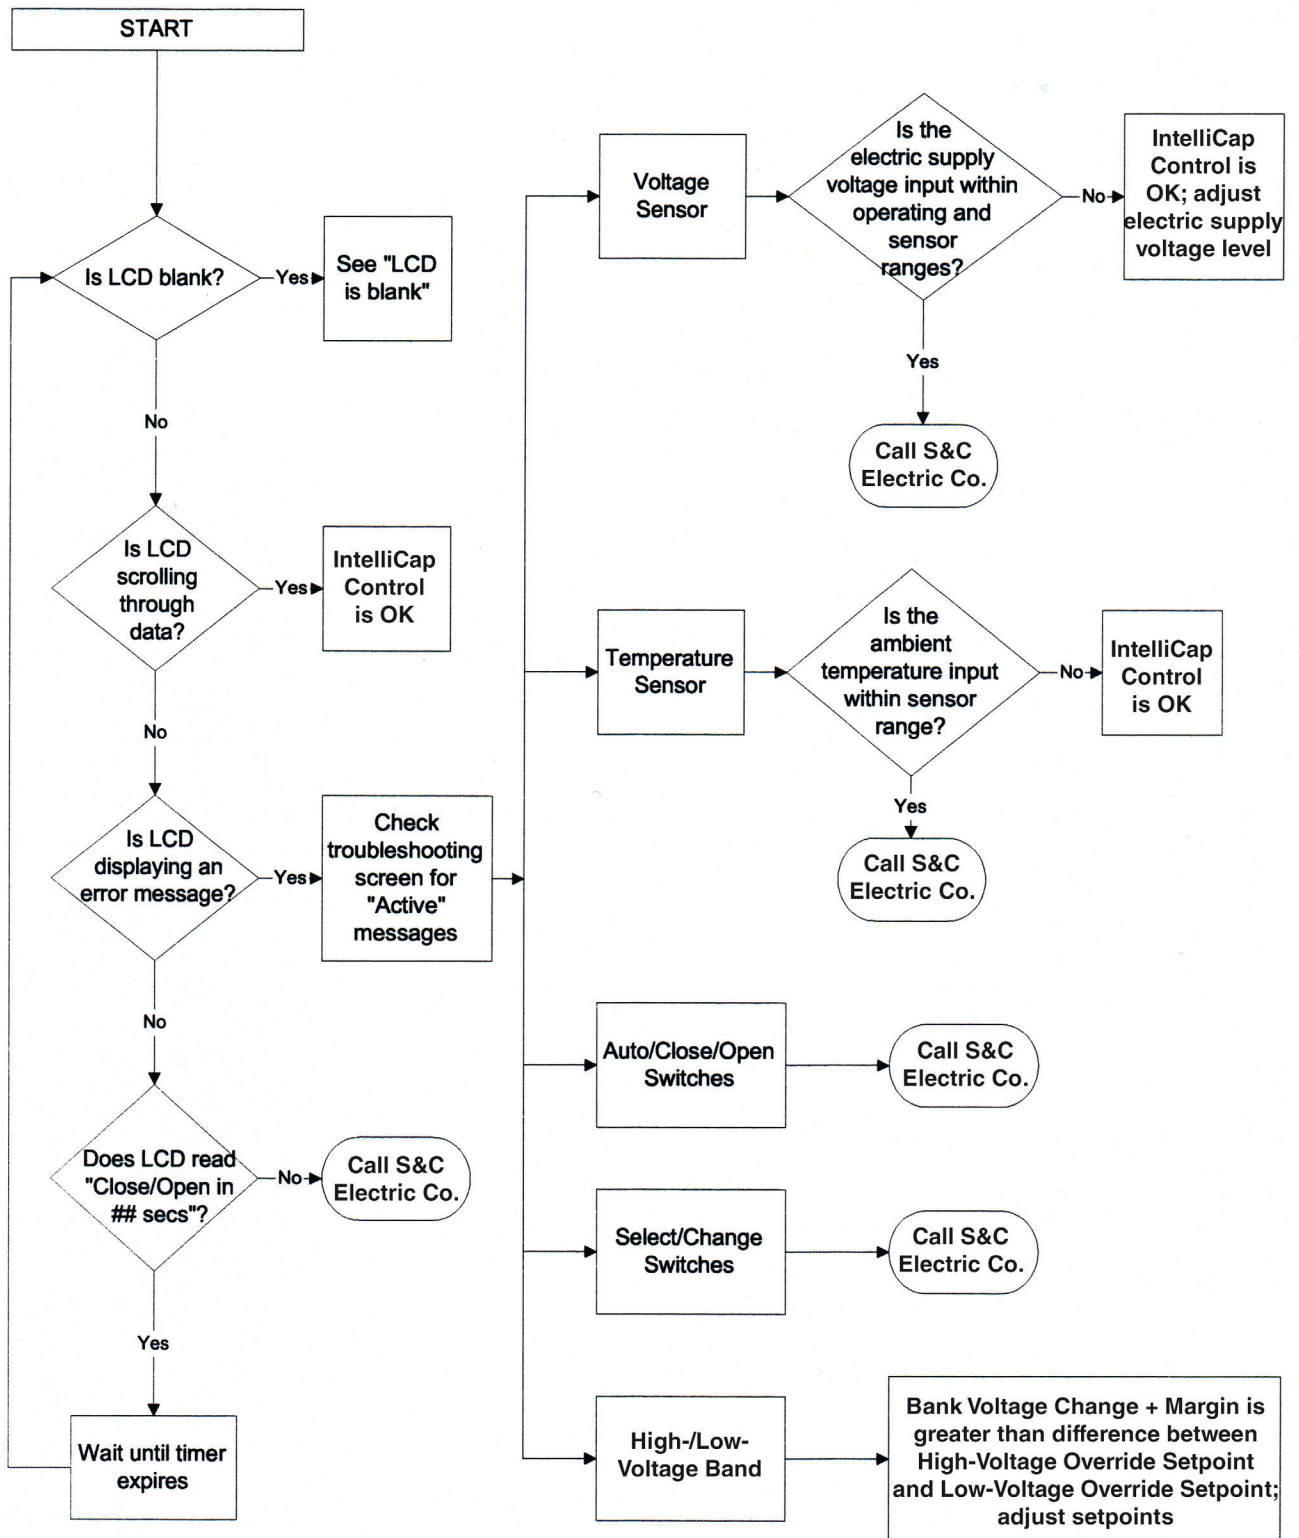 START
Is LCD blank?
Yes
See "LCD
is blank"
No
Is LCD
scrolling
through
data?
Yes
IntelliCap
Control
is OK
No
Is LCD
displaying an
error message?
Yes
Check
troubleshooting
screen for
"Active"
messages
No
Does LCD read
"Close/Open in
## secs"?
No
Call S&C
Electric Co.
Yes
Wait until timer
expires
Voltage
Sensor
Is the
electric supply
voltage input within
operating and
sensor
ranges?
No
IntelliCap
Control is
OK; adjust
electric supply
voltage level
Yes
Call S&C
Electric Co.
Temperature
Sensor
Is the
ambient
temperature input
within sensor
range?
No
IntelliCap
Control
is OK
Yes
Call S&C
Electric Co.
Auto/Close/Open
Switches
Call S&C
Electric Co.
Select/Change
Switches
Call S&C
Electric Co.
High-/Low-
Voltage Band
Bank Voltage Change + Margin is
greater than difference between
High-Voltage Override Setpoint
and Low-Voltage Override Setpoint;
adjust setpoints